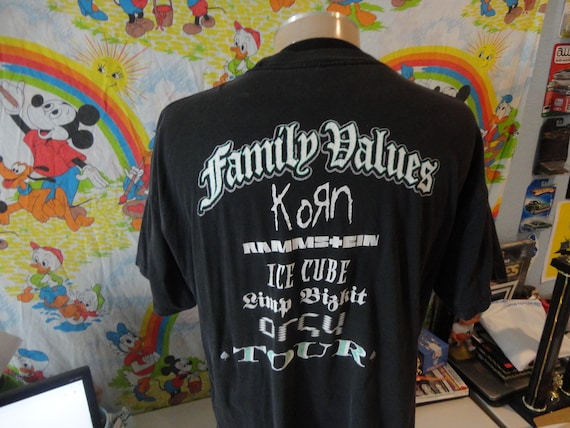 Family Values
KoRn
RAMMSTEIN
ICE CUBE
Limp Bizkit
orgy
TOUR